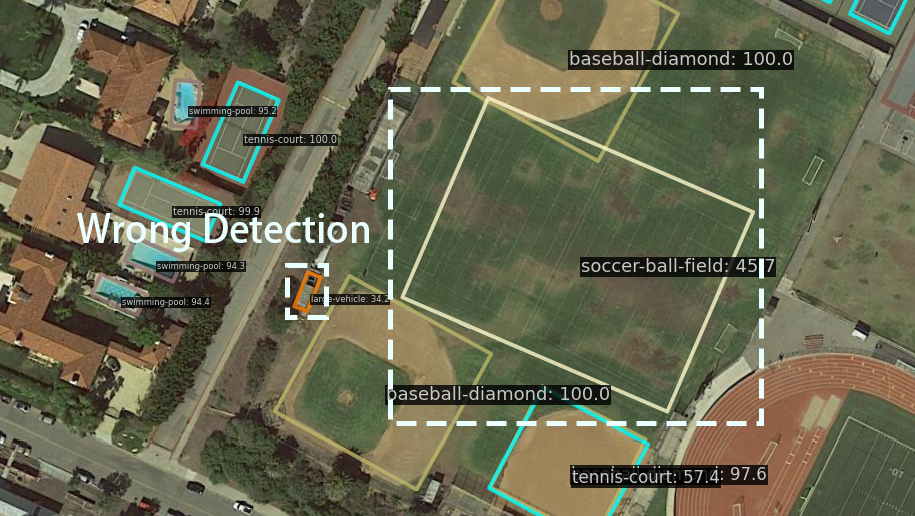 baseball-diamond: 100.0
swimming-pool: 95.2
tennis-court: 100.0
tennis-court: 99.9
Wrong Detection
swimming-pool: 94.3
soccer-ball-field: 45.7
large-vehicle: 34.2
swimming-pool: 94.4
baseball-diamond: 100.0
: 97.6
tennis-court: 57.4